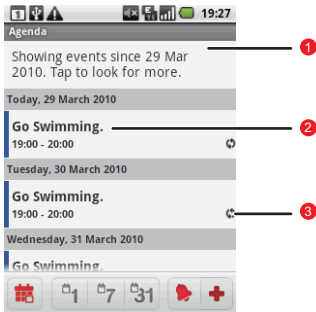 1 19:27
Agenda
Showing events since 29 Mar
2010. Tap to look for more.
1
Today, 29 March 2010
Go Swimming.
2
19:00 - 20:00
Tuesday, 30 March 2010
Go Swimming.
19:00 - 20:00
3
Wednesday, 31 March 2010
Go Swimming.
1 7 31